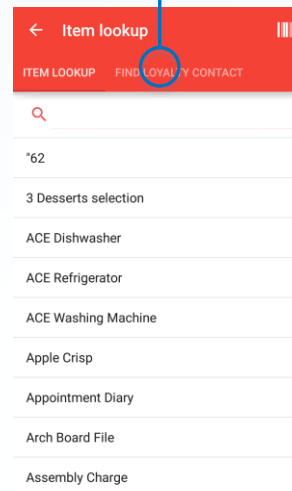 Item lookup
ITEM LOOKUP FIND LOYALTY CONTACT
"62
3 Desserts selection
ACE Dishwasher
ACE Refrigerator
ACE Washing Machine
Apple Crisp
Appointment Diary
Arch Board File
Assembly Charge